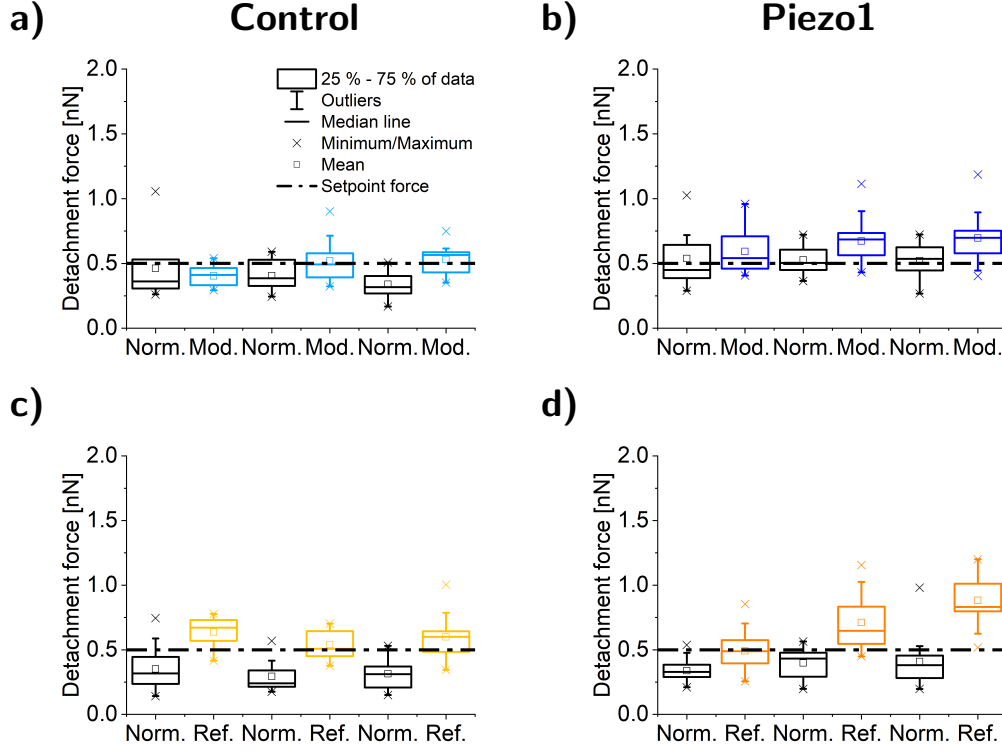 a) Control
b) Piezo1
Detachment force [nN]
2.0
1.5
1.0
0.5
0.0
25 % - 75 % of data
Outliers
Median line
Minimum/Maximum
Mean
Setpoint force
Norm. Mod. Norm. Mod. Norm. Mod.
Detachment force [nN]
2.0
1.5
1.0
0.5
0.0
Norm. Mod. Norm. Mod. Norm. Mod.
c)
Detachment force [nN]
2.0
1.5
1.0
0.5
0.0
Norm. Ref. Norm. Ref. Norm. Ref.
d)
Detachment force [nN]
2.0
1.5
1.0
0.5
0.0
Norm. Ref. Norm. Ref. Norm. Ref.